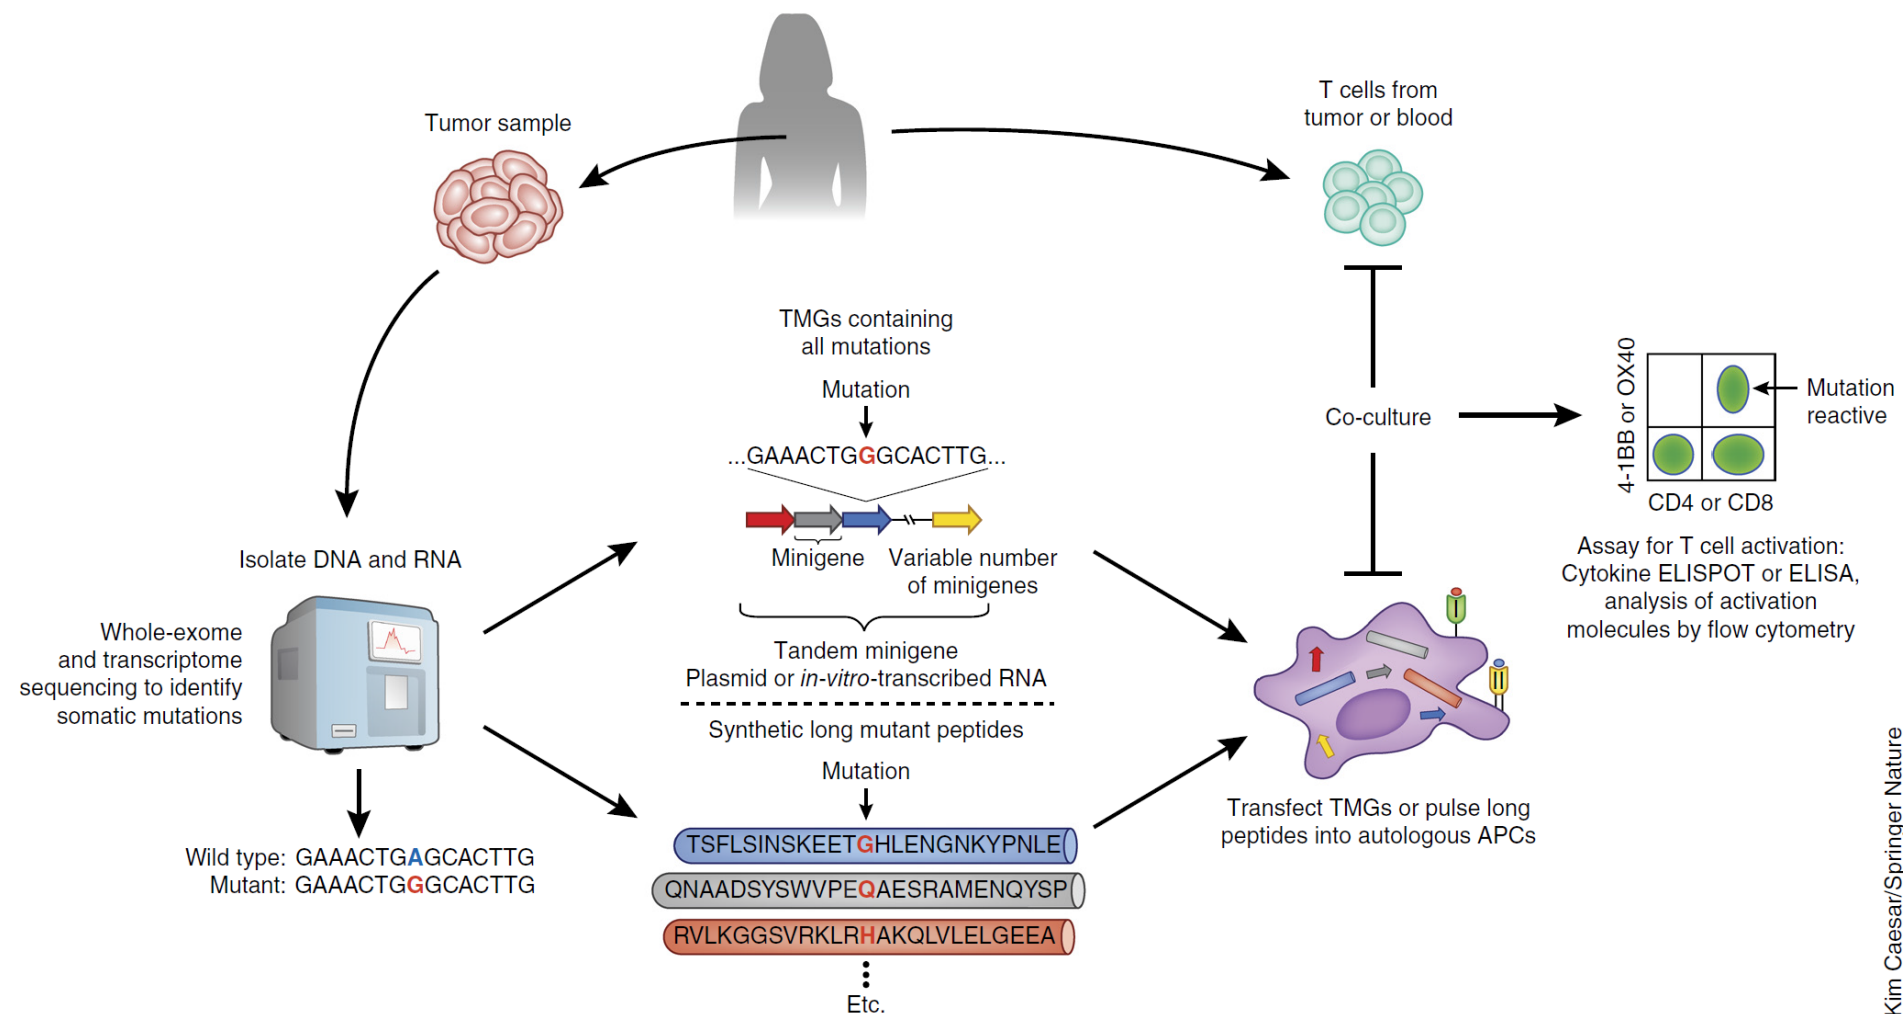 Tumor sample
T cells from
tumor or blood
TMGs containing
all mutations
Mutation
...GAAACTGGGCACTTG...
Minigene
Variable number
of minigenes
Tandem minigene
Plasmid or in-vitro-transcribed RNA
Synthetic long mutant peptides
Mutation
TSFLSINSKEETGHLENGNKYPNLE
QNAADSYSWVPEQAESRAMENQYSP
RVLKGGSVRKLRHAKQLVLELGEEA
Etc.
Isolate DNA and RNA
Whole-exome
and transcriptome
sequencing to identify
somatic mutations
Wild type: GAAACTGAGCACTTG
Mutant: GAAACTGGGCACTTG
Co-culture
4-1BB or OX40
Mutation
reactive
CD4 or CD8
Assay for T cell activation:
Cytokine ELISPOT or ELISA,
analysis of activation
molecules by flow cytometry
I
II
Transfect TMGs or pulse long
peptides into autologous APCs
Kim Caesar/Springer Nature